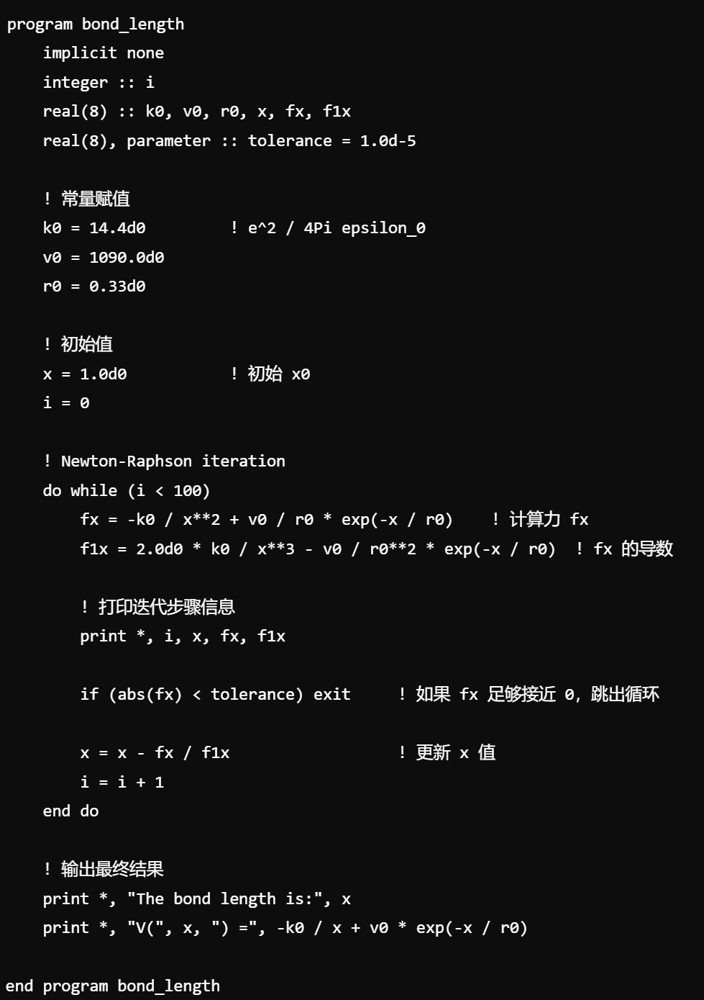 program bond_length
    implicit none
    integer :: i
    real(8) :: k0, v0, r0, x, fx, f1x
    real(8), parameter :: tolerance = 1.0d-5

    ! 常量赋值
    k0 = 14.4d0         ! e^2 / 4Pi epsilon_0
    v0 = 1090.0d0
    r0 = 0.33d0

    ! 初始值
    x = 1.0d0           ! 初始 x0
    i = 0

    ! Newton-Raphson iteration
    do while (i < 100)
        fx = -k0 / x**2 + v0 / r0 * exp(-x / r0)    ! 计算力 fx
        f1x = 2.0d0 * k0 / x**3 - v0 / r0**2 * exp(-x / r0)  ! fx 的导数

        ! 打印迭代步骤信息
        print *, i, x, fx, f1x

        if (abs(fx) < tolerance) exit     ! 如果 fx 足够接近 0，跳出循环

        x = x - fx / f1x                  ! 更新 x 值
        i = i + 1
    end do

    ! 输出最终结果
    print *, "The bond length is:", x
    print *, "V(", x, ") =", -k0 / x + v0 * exp(-x / r0)

end program bond_length